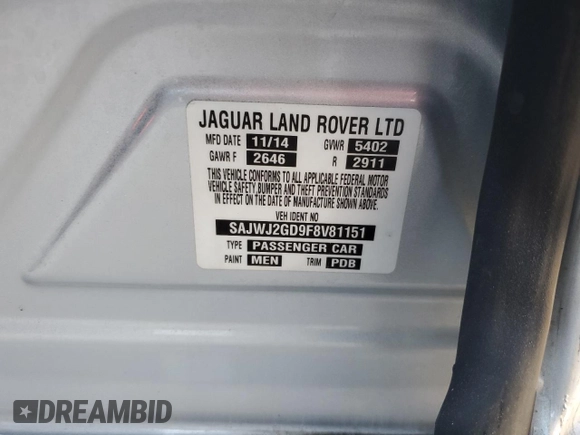 JAGUAR LAND ROVER LTD
MFD DATE 11/14 GVWR 5402
GAWR F 2646 R 2911
THIS VEHICLE CONFORMS TO ALL APPLICABLE FEDERAL MOTOR
VEHICLE SAFETY,BUMPER AND THEFT PREVENTION STANDARDS
IN EFFECT ON THE DATE OF MANUFACTURE SHOWN ABOVE.
VEH IDENT NO
SAJWJ2GD9F8V81151
TYPE PASSENGER CAR
PAINT MEN TRIM PDB
DREAMBID